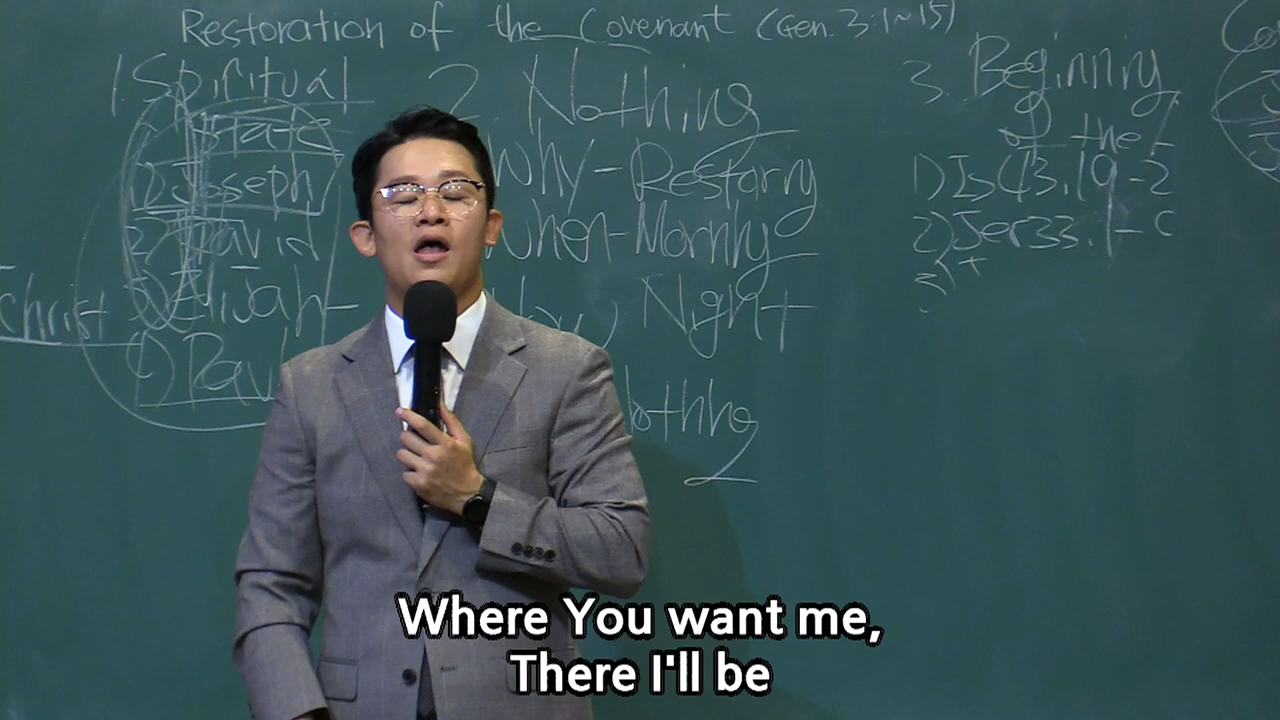 Restoration of the Covenant (Gen. 3:1~15)
1. Spiritual
state
1) Joseph
2) David
3) Elijah-
4) Paul
Christ
2. Nothing
Why - Restoring
When - Morning
Night
Nothing
3. Beginning
of the
1) Is 43.19-2
2) Jer 33.1-
3)
Where You want me,
There I'll be